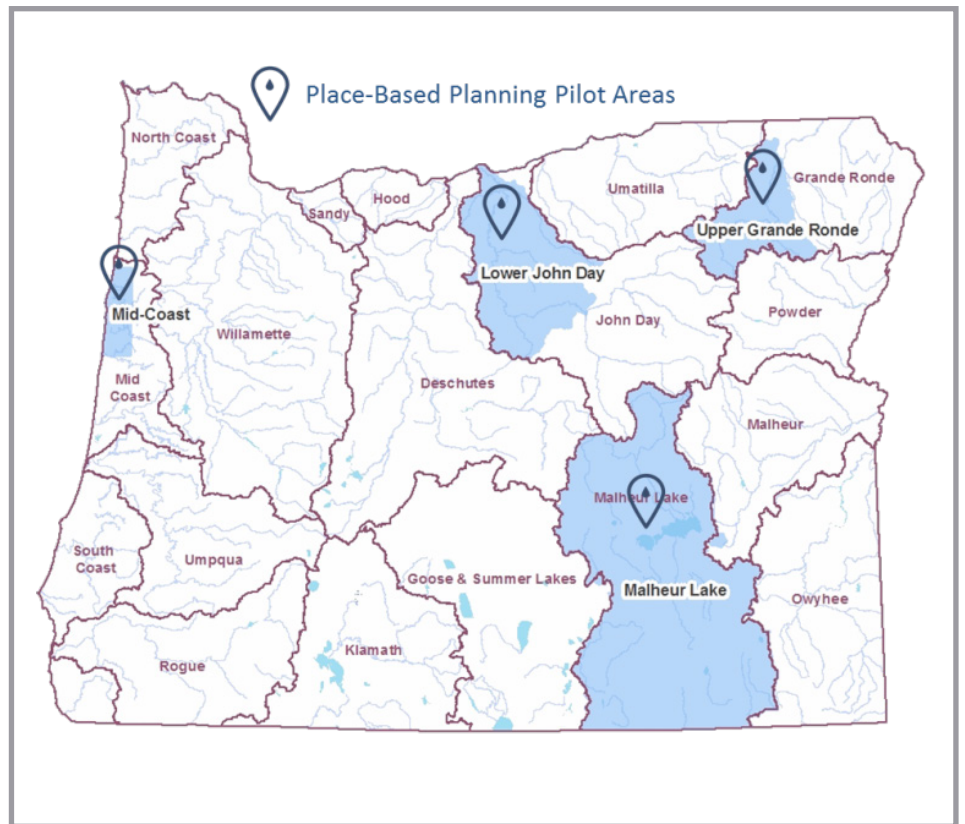 Place-Based Planning Pilot Areas
North Coast
Sandy
Hood
Umatilla
Grande Ronde
Upper Grande Ronde
Lower John Day
Mid-Coast
Willamette
John Day
Powder
Mid
Coast
Deschutes
Malheur
Malheur Lake
South
Coast
Umpqua
Goose & Summer Lakes
Malheur Lake
Owyhee
Rogue
Klamath